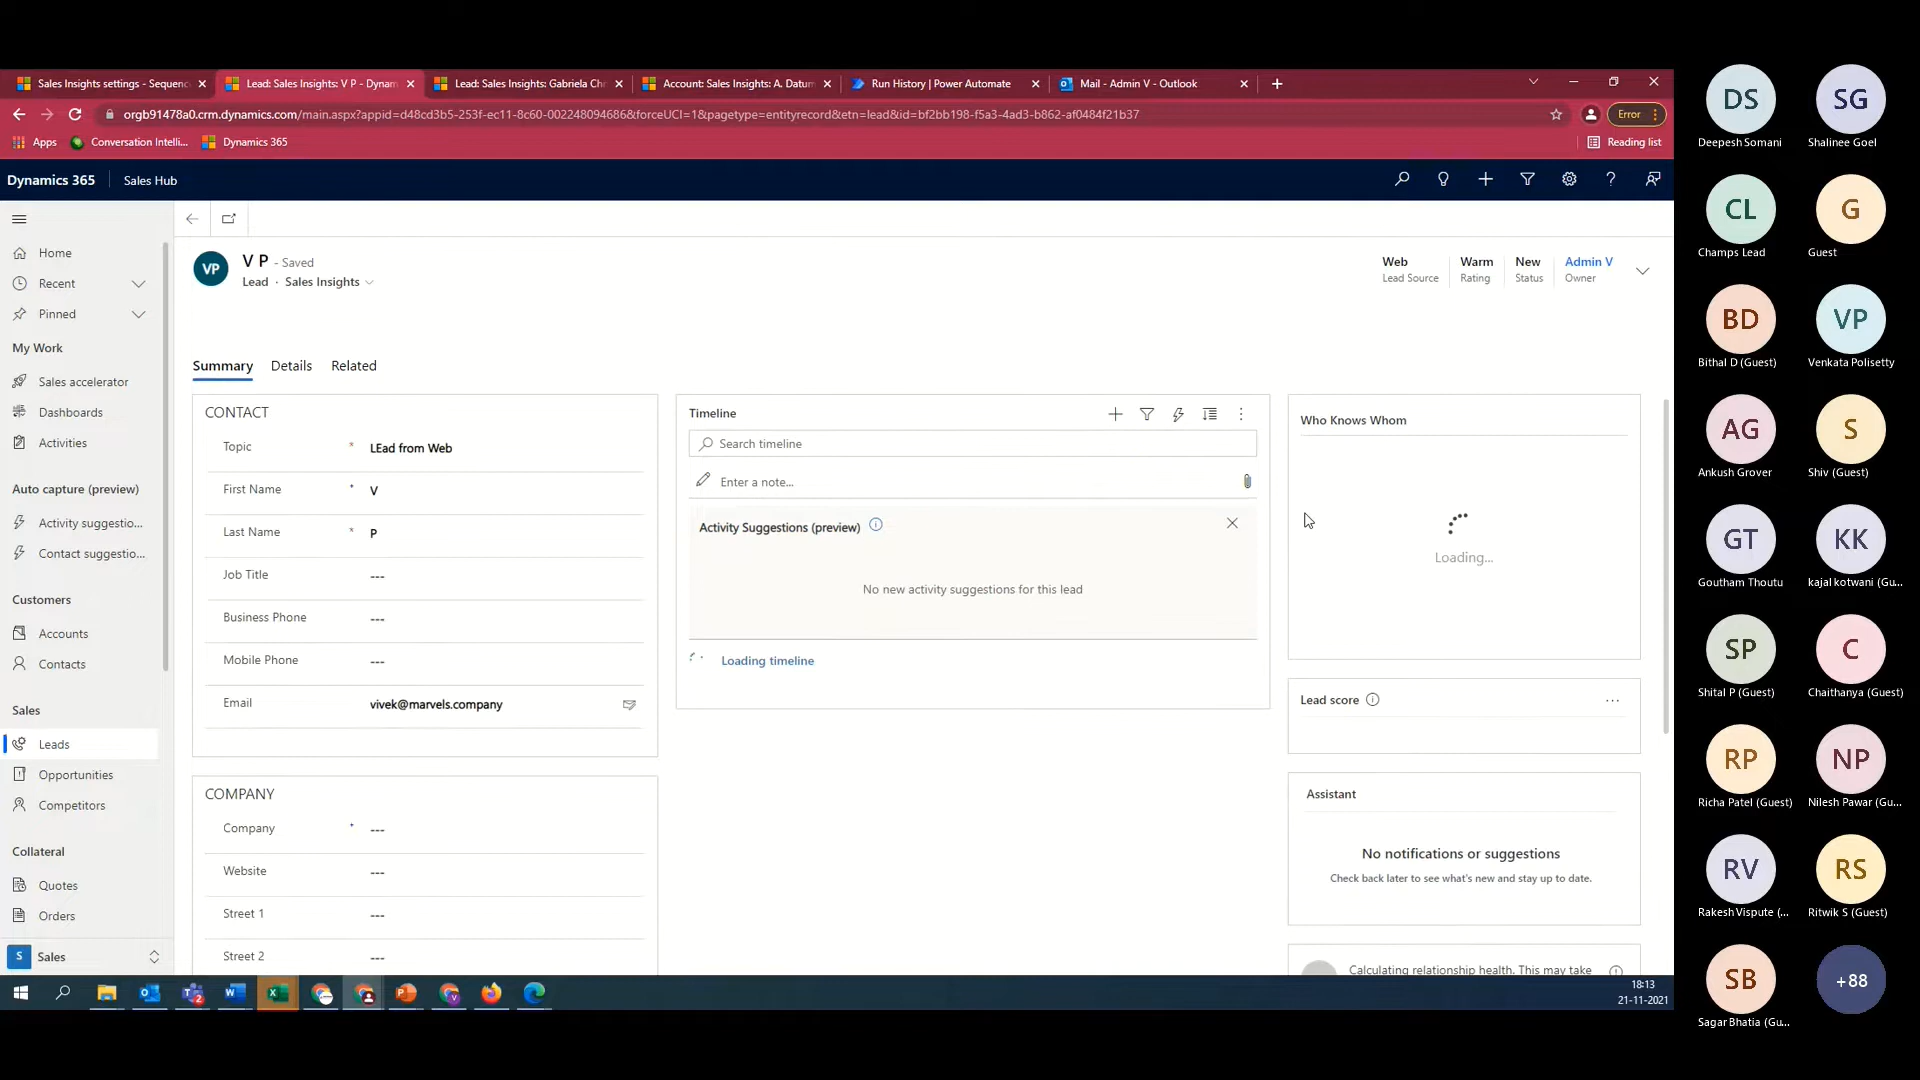 Sales Insights settings - Sequenc
Lead: Sales Insights: V P - Dynam
Lead: Sales Insights: Gabriela Chr
Account: Sales Insights: A. Datum
Run History | Power Automate
Mail - Admin V - Outlook
orgb91478a0.crm.dynamics.com/main.aspx?appid=d48cd3b5-253f-ec11-8c60-002248094686&forceUCI=1&pagetype=entityrecord&etn=lead&id=bf2bb198-f5a3-4ad3-b862-af0484f21b37
Error
Apps
Conversation Intelli...
Dynamics 365
Reading list
Dynamics 365
Sales Hub
Home
Recent
Pinned
My Work
Sales accelerator
Dashboards
Activities
Auto capture (preview)
Activity suggestio...
Contact suggestio...
Customers
Accounts
Contacts
Sales
Leads
Opportunities
Competitors
Collateral
Quotes
Orders
S
Sales
VP
V P - Saved
Lead · Sales Insights
Web
Lead Source
Warm
Rating
New
Status
Admin V
Owner
Summary
Details
Related
CONTACT
Topic * LEad from Web
First Name * V
Last Name * P
Job Title ---
Business Phone ---
Mobile Phone ---
Email vivek@marvels.company
COMPANY
Company * ---
Website ---
Street 1 ---
Street 2 ---
Timeline
Search timeline
Enter a note...
Activity Suggestions (preview)
No new activity suggestions for this lead
Loading timeline
Who Knows Whom
Loading...
Lead score
Assistant
No notifications or suggestions
Check back later to see what's new and stay up to date.
Calculating relationship health. This may take
18:13
21-11-2021
DS
Deepesh Somani
SG
Shalinee Goel
CL
Champs Lead
G
Guest
BD
Bithal D (Guest)
VP
Venkata Polisetty
AG
Ankush Grover
S
Shiv (Guest)
GT
Goutham Thoutu
KK
kajal kotwani (Gu...
SP
Shital P (Guest)
C
Chaithanya (Guest)
RP
Richa Patel (Guest)
NP
Nilesh Pawar (Gu...
RV
Rakesh Vispute (...
RS
Ritwik S (Guest)
SB
Sagar Bhatia (Gu...
+88